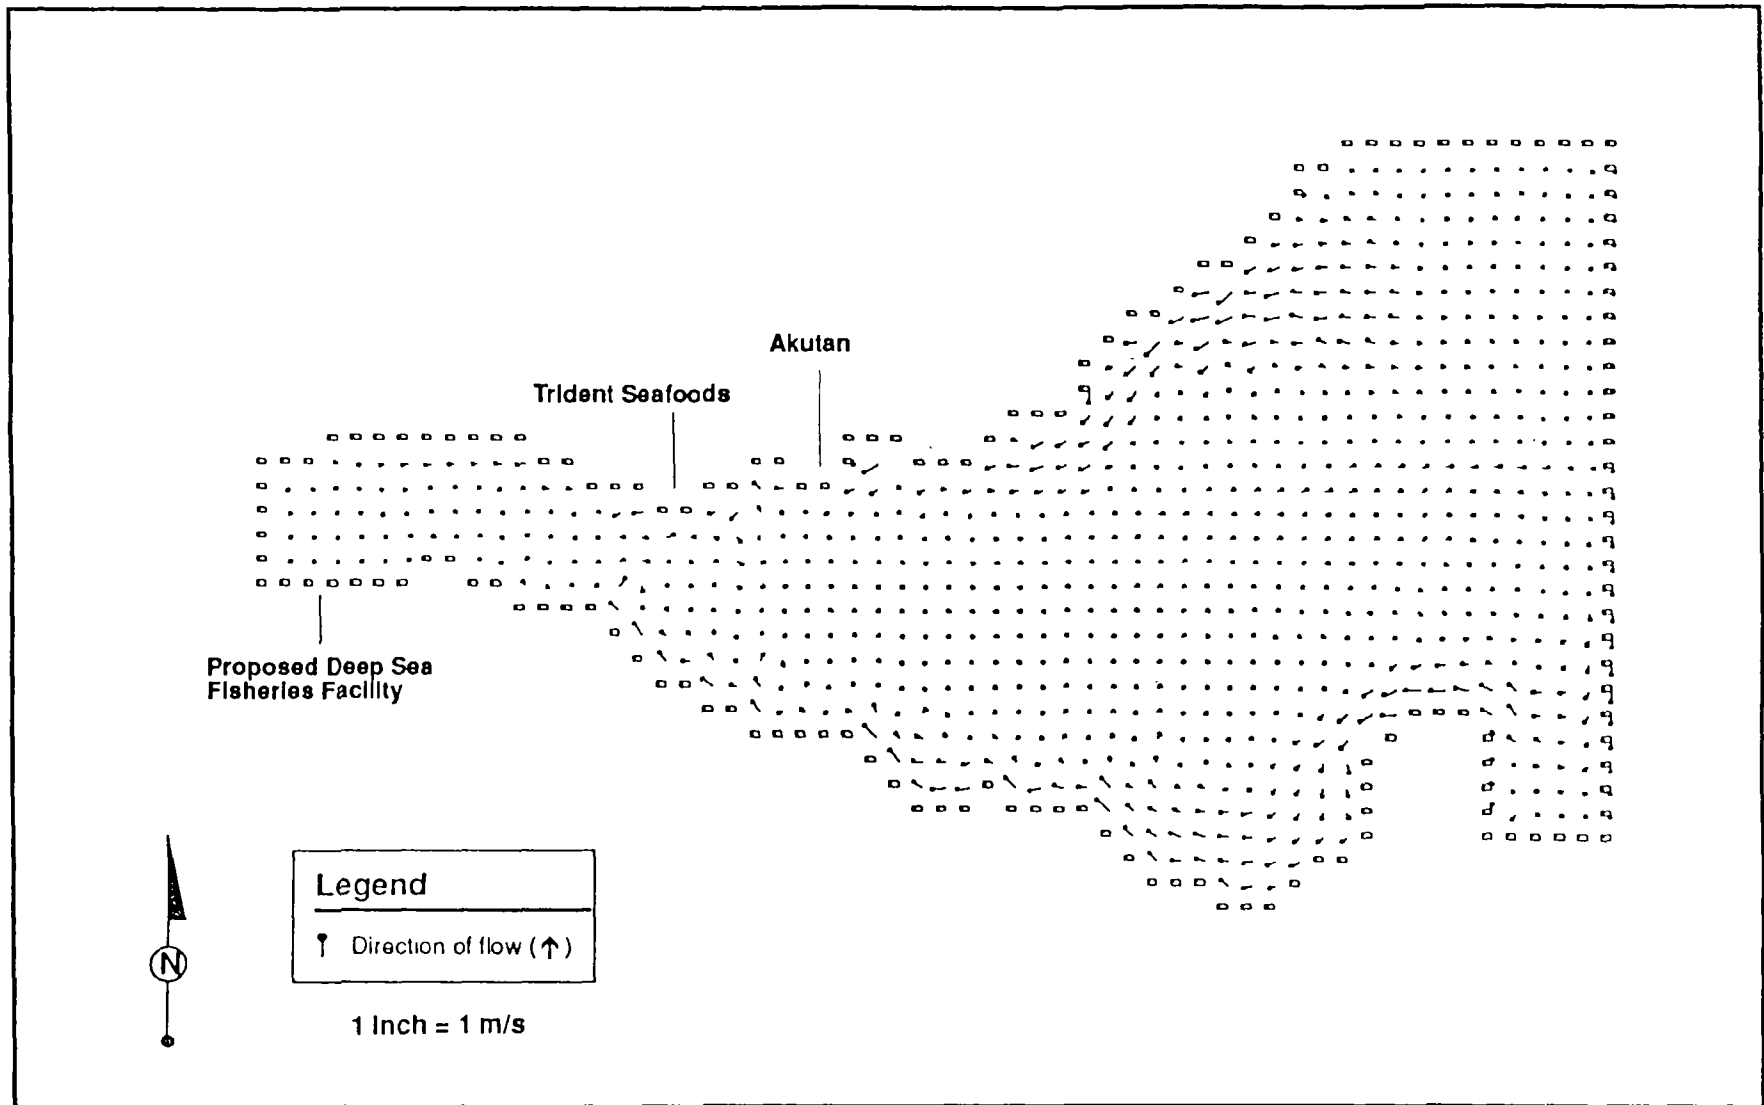 Akutan
Trident Seafoods
Proposed Deep Sea
Fisheries Facility
Legend
Direction of flow (↑)
N
1 Inch = 1 m/s